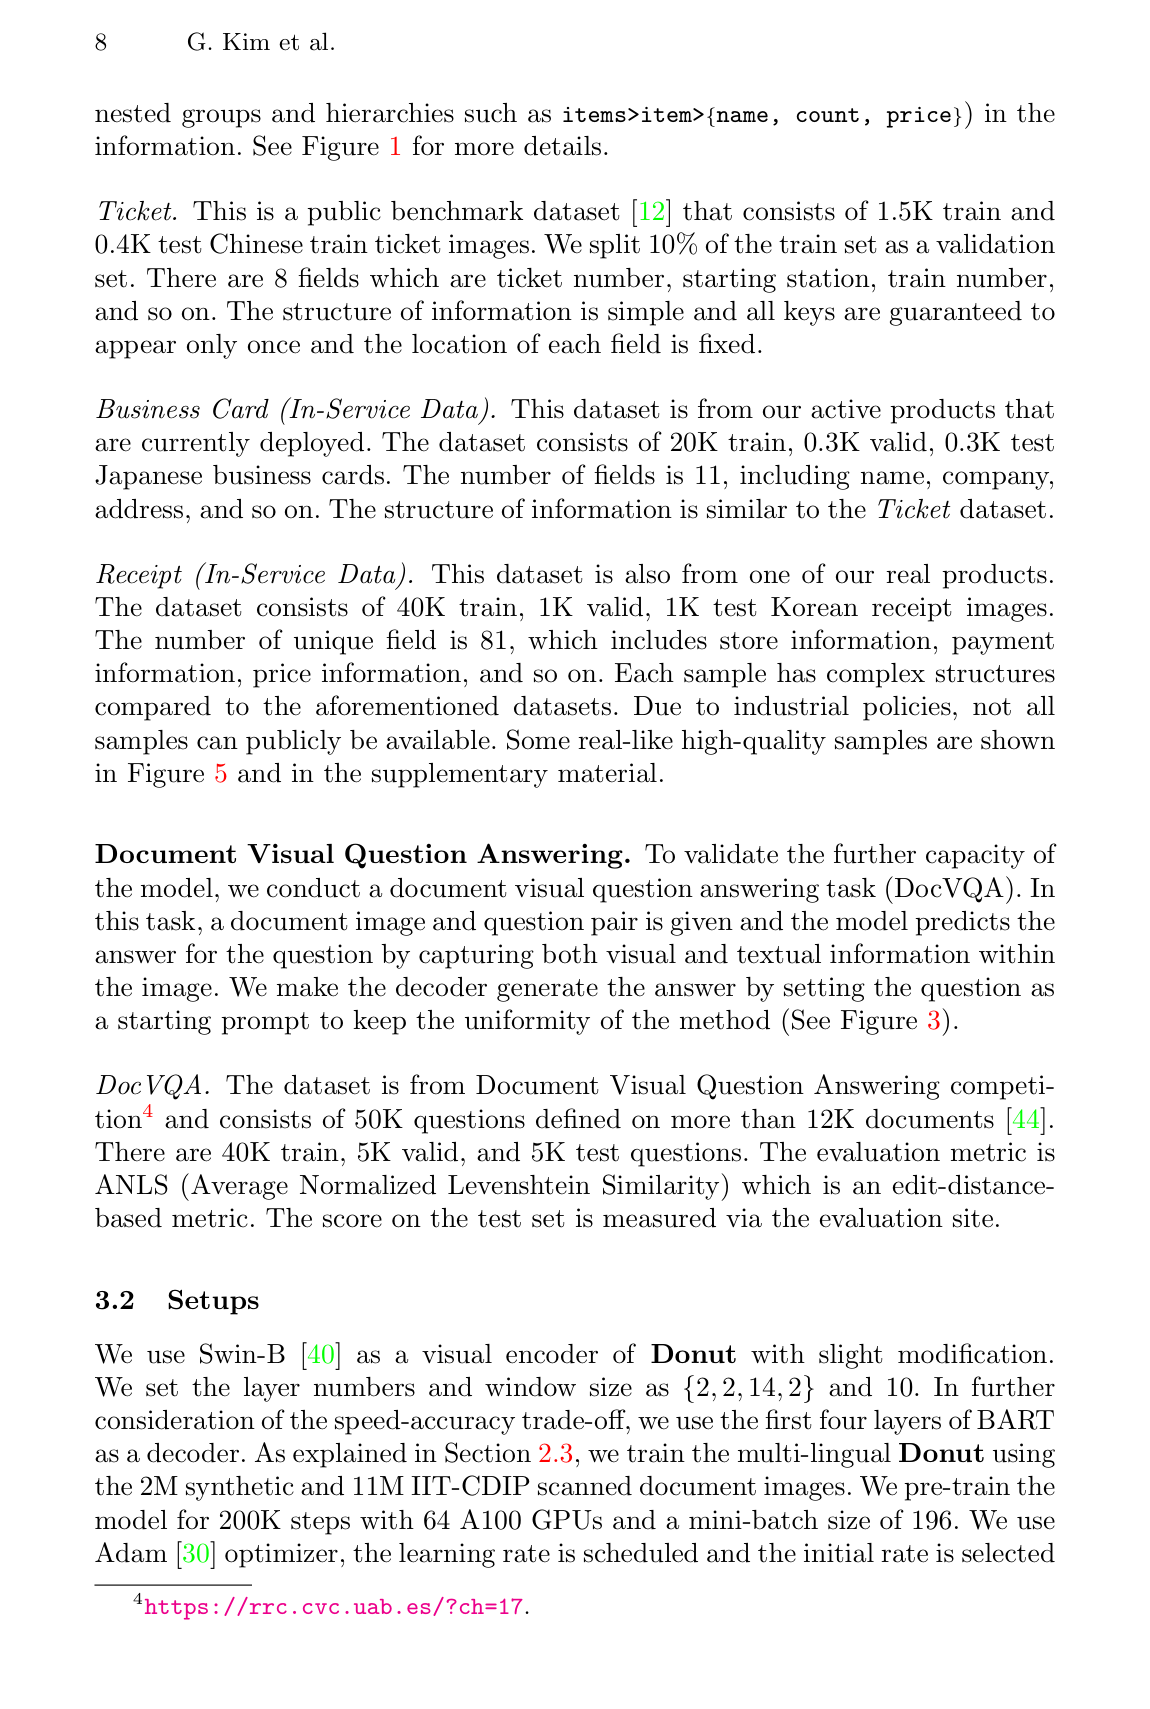 8 G. Kim et al.
nested groups and hierarchies such as items>item>{name, count, price}) in the
information. See Figure 1 for more details.
Ticket. This is a public benchmark dataset [12] that consists of 1.5K train and
0.4K test Chinese train ticket images. We split 10% of the train set as a validation
set. There are 8 fields which are ticket number, starting station, train number,
and so on. The structure of information is simple and all keys are guaranteed to
appear only once and the location of each field is fixed.
Business Card (In-Service Data). This dataset is from our active products that
are currently deployed. The dataset consists of 20K train, 0.3K valid, 0.3K test
Japanese business cards. The number of fields is 11, including name, company,
address, and so on. The structure of information is similar to the Ticket dataset.
Receipt (In-Service Data). This dataset is also from one of our real products.
The dataset consists of 40K train, 1K valid, 1K test Korean receipt images.
The number of unique field is 81, which includes store information, payment
information, price information, and so on. Each sample has complex structures
compared to the aforementioned datasets. Due to industrial policies, not all
samples can publicly be available. Some real-like high-quality samples are shown
in Figure 5 and in the supplementary material.
Document Visual Question Answering. To validate the further capacity of
the model, we conduct a document visual question answering task (DocVQA). In
this task, a document image and question pair is given and the model predicts the
answer for the question by capturing both visual and textual information within
the image. We make the decoder generate the answer by setting the question as
a starting prompt to keep the uniformity of the method (See Figure 3).
DocVQA. The dataset is from Document Visual Question Answering competi-
tion4 and consists of 50K questions defined on more than 12K documents [44].
There are 40K train, 5K valid, and 5K test questions. The evaluation metric is
ANLS (Average Normalized Levenshtein Similarity) which is an edit-distance-
based metric. The score on the test set is measured via the evaluation site.
3.2 Setups
We use Swin-B [40] as a visual encoder of Donut with slight modification.
We set the layer numbers and window size as {2, 2, 14, 2} and 10. In further
consideration of the speed-accuracy trade-off, we use the first four layers of BART
as a decoder. As explained in Section 2.3, we train the multi-lingual Donut using
the 2M synthetic and 11M IIT-CDIP scanned document images. We pre-train the
model for 200K steps with 64 A100 GPUs and a mini-batch size of 196. We use
Adam [30] optimizer, the learning rate is scheduled and the initial rate is selected
4https://rrc.cvc.uab.es/?ch=17.